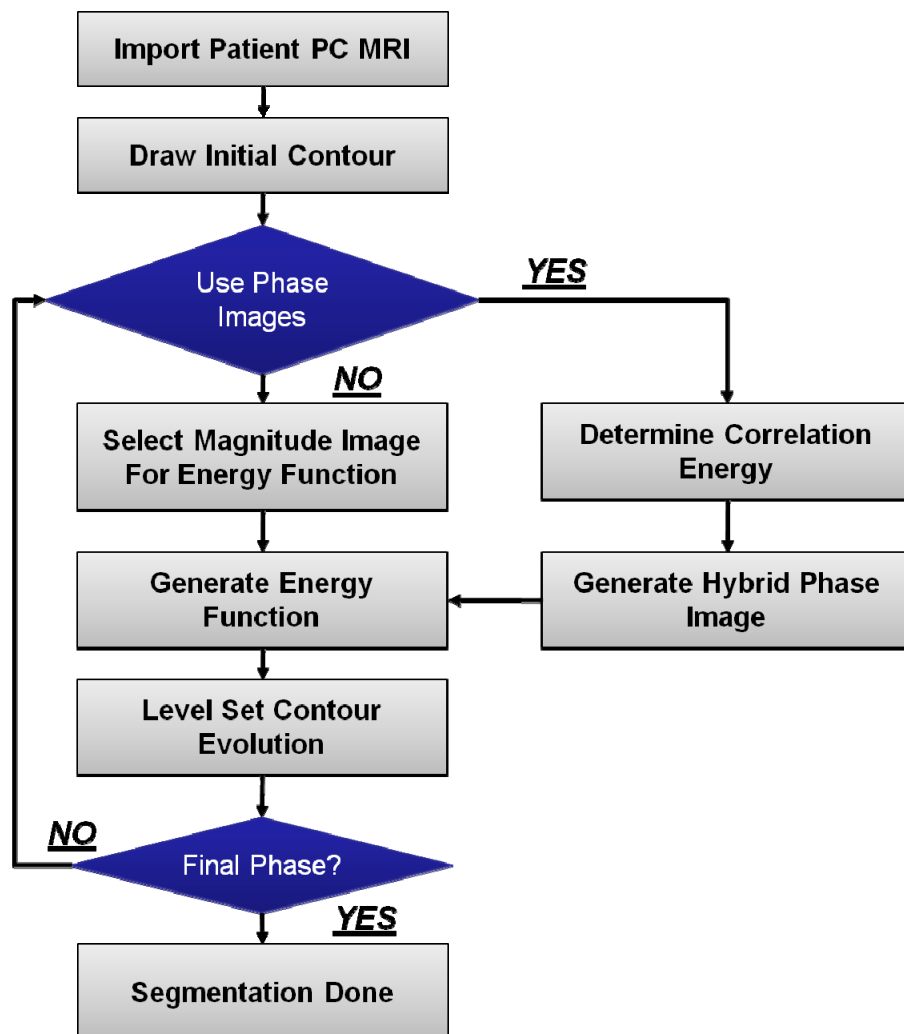 Import Patient PC MRI
Draw Initial Contour
Use Phase
Images
YES
NO
Select Magnitude Image
For Energy Function
Determine Correlation
Energy
Generate Energy
Function
Generate Hybrid Phase
Image
Level Set Contour
Evolution
NO
Final Phase?
YES
Segmentation Done